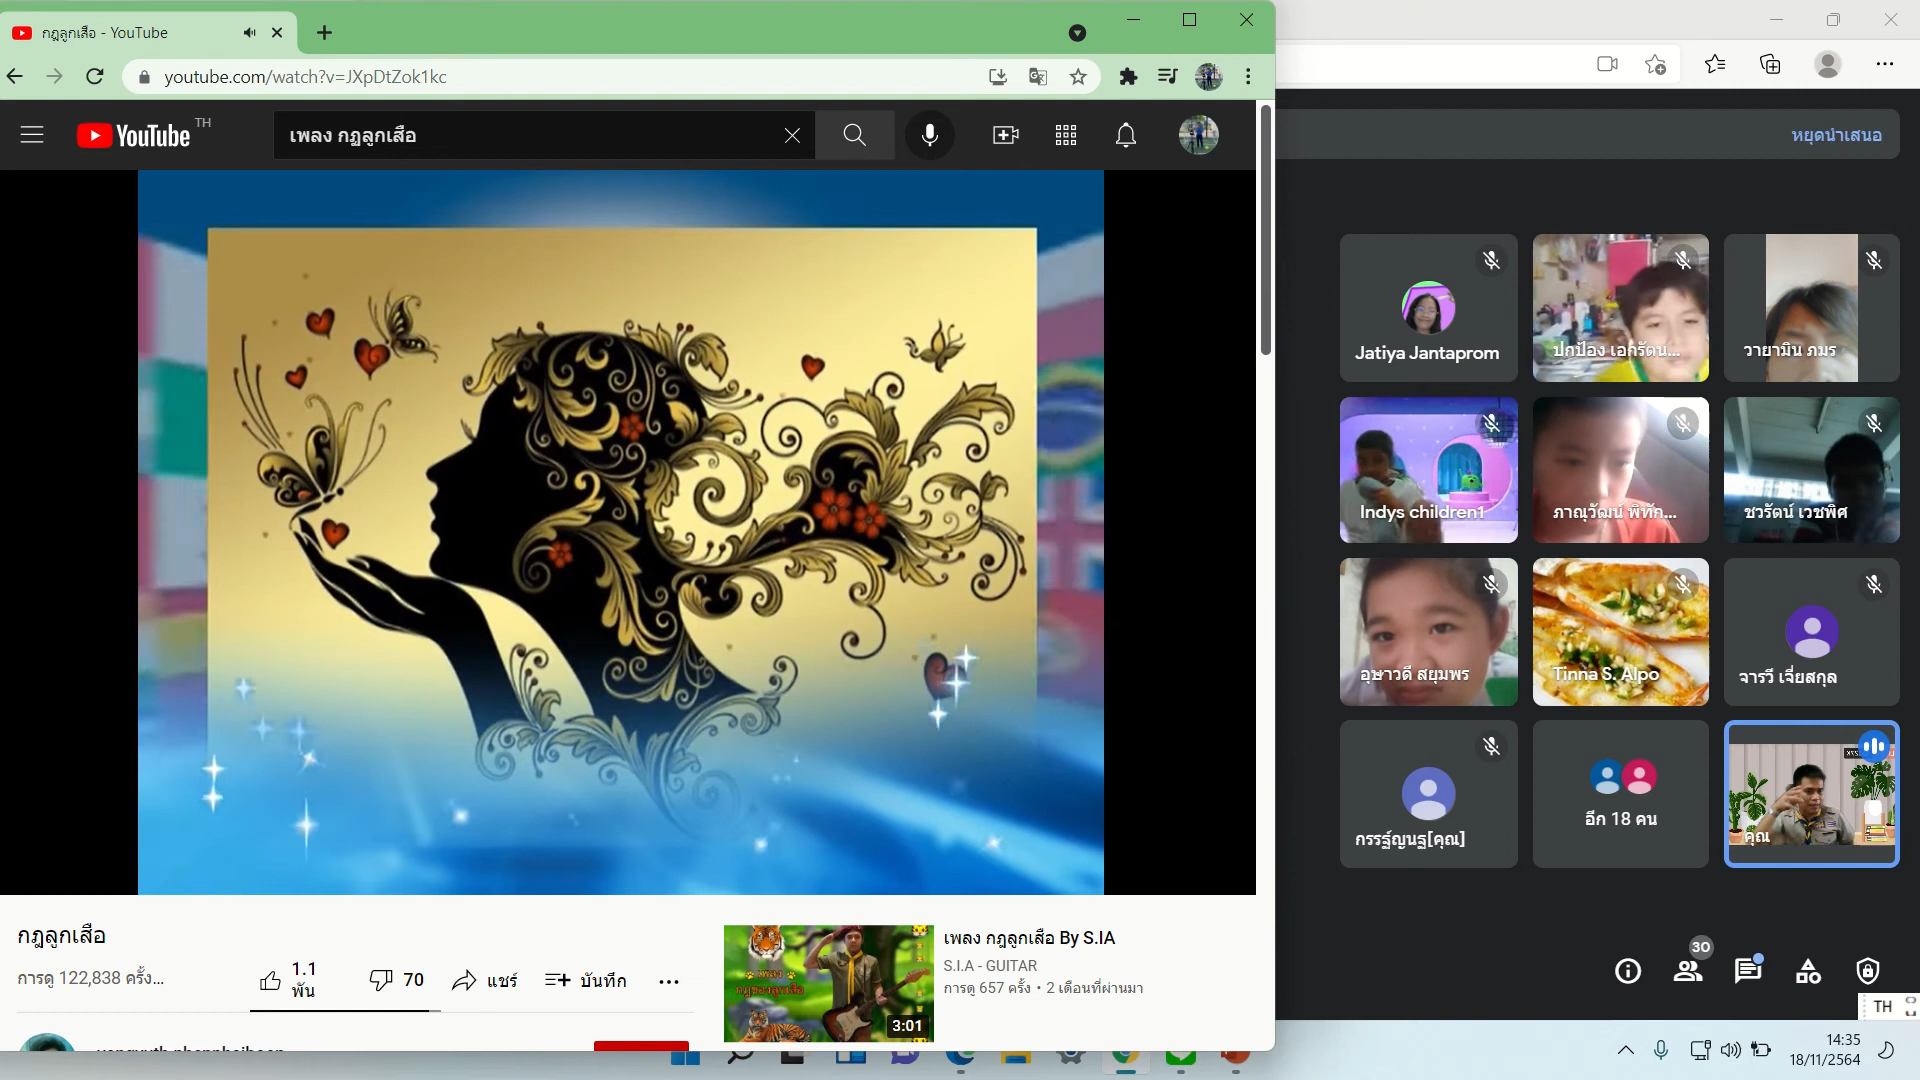 กฎลูกเสือ - YouTube
youtube.com/watch?v=JXpDtZok1kc
YouTube TH
เพลง กฎลูกเสือ
หยุดนำเสนอ
Jatiya Jantaprom
ปกป้อง เอกรัตน...
วายามิน ภมร
Indys children1
ภาณุวัฒน์ พิทัก...
ชวรัตน์ เวชพิศ
อุษาวดี สยุมพร
Tinna S. Alpo
จารวี เจี่ยสกุล
กรรฐ์ญนฐ[คุณ]
อีก 18 คน
คุณ
กฎลูกเสือ
การดู 122,838 ครั้ง...
1.1 พัน
70
แชร์
บันทึก
3:01
เพลง กฎลูกเสือ By S.IA
S.I.A - GUITAR
การดู 657 ครั้ง • 2 เดือนที่ผ่านมา
30
TH
14:35
18/11/2564